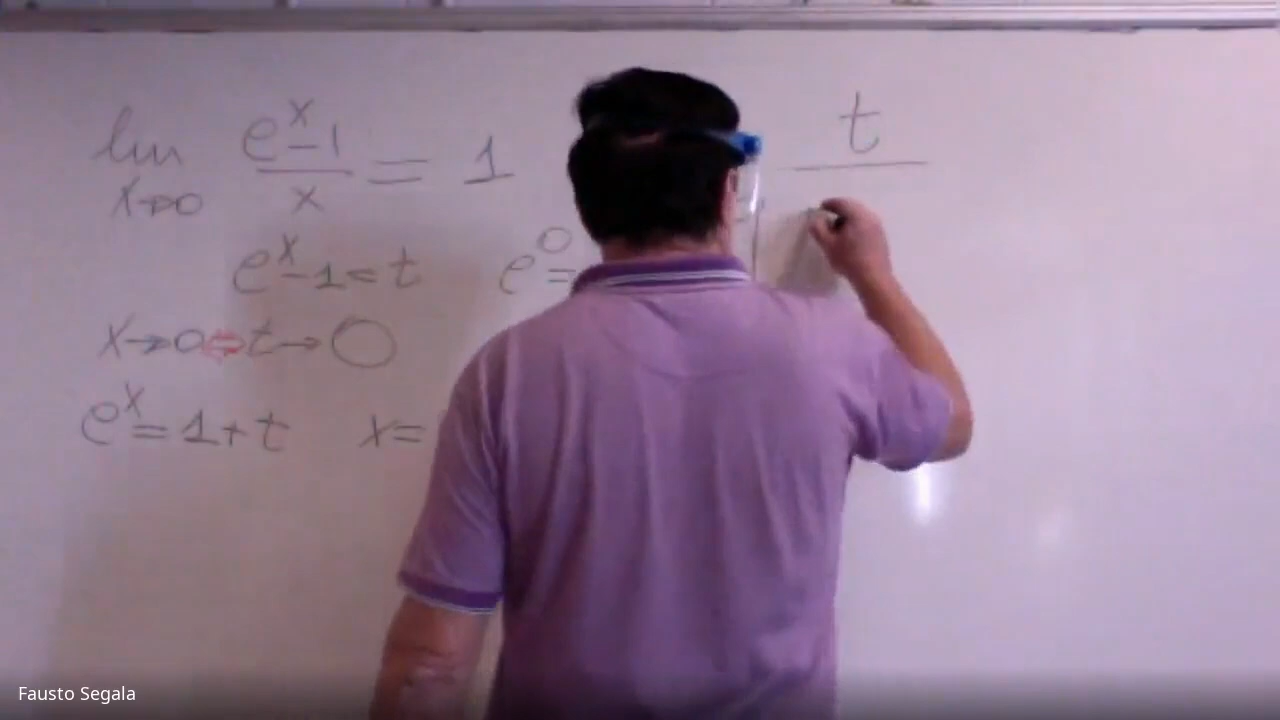 lim e^x-1/x = 1 t
x→0
e^x-1=t e^0=
x→0⇔t→0
e^x=1+t x=
Fausto Segala